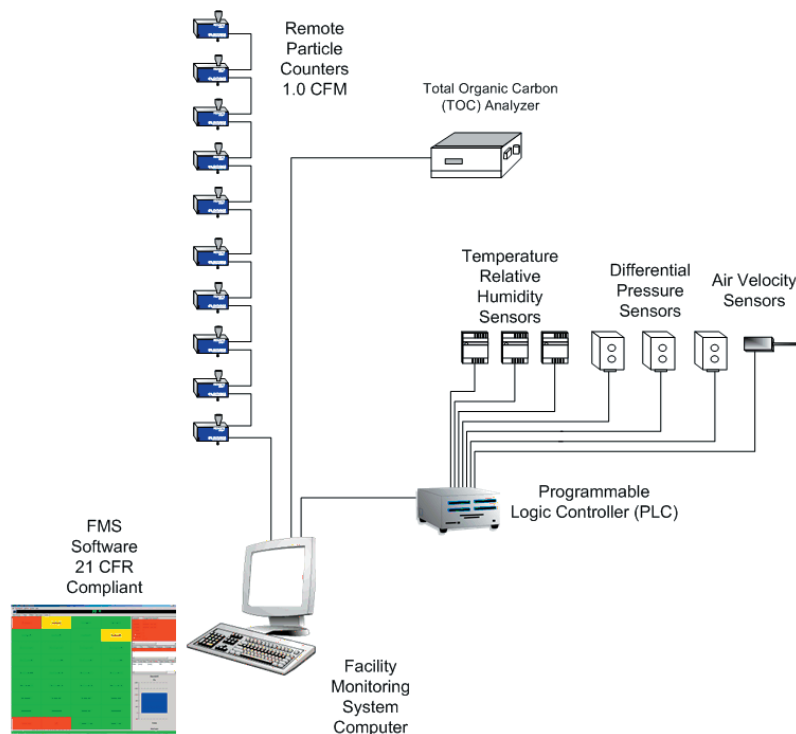 Remote
Particle
Counters
1.0 CFM
Total Organic Carbon
(TOC) Analyzer
Temperature
Relative
Humidity
Sensors
Differential
Pressure
Sensors
Air Velocity
Sensors
Programmable
Logic Controller (PLC)
FMS
Software
21 CFR
Compliant
Facility
Monitoring
System
Computer